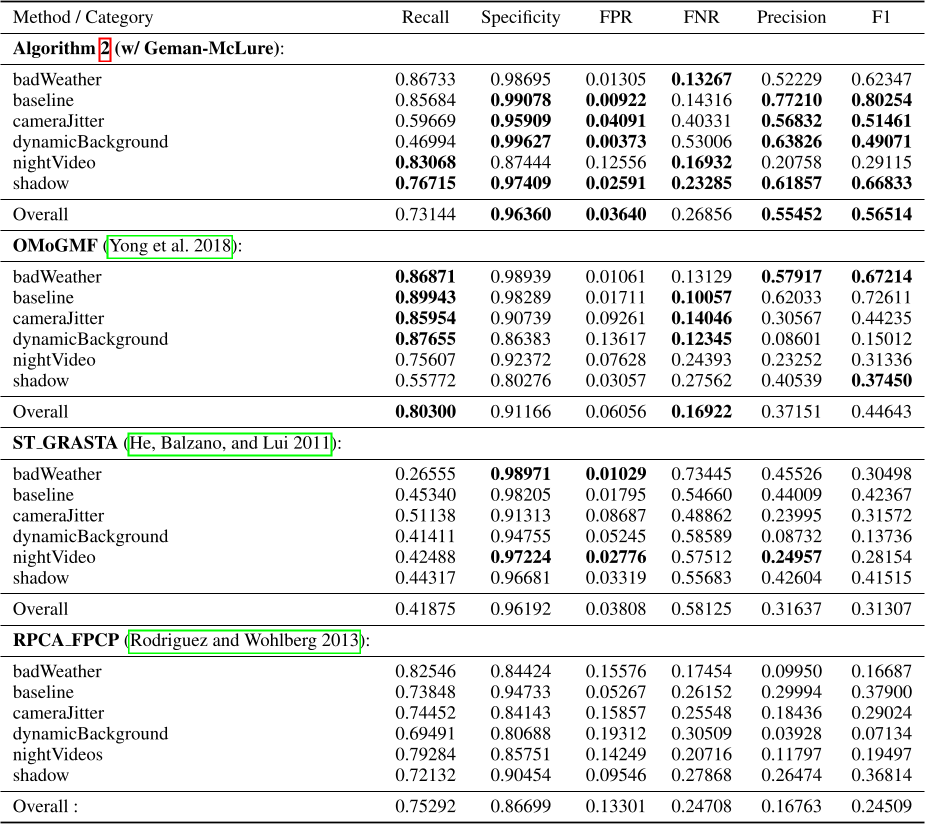 Method / Category Recall Specificity FPR FNR Precision F1
Algorithm 2 (w/ Geman-McLure):
badWeather 0.86733 0.98695 0.01305 0.13267 0.52229 0.62347
baseline 0.85684 0.99078 0.00922 0.14316 0.77210 0.80254
cameraJitter 0.59669 0.95909 0.04091 0.40331 0.56832 0.51461
dynamicBackground 0.46994 0.99627 0.00373 0.53006 0.63826 0.49071
nightVideo 0.83068 0.87444 0.12556 0.16932 0.20758 0.29115
shadow 0.76715 0.97409 0.02591 0.23285 0.61857 0.66833
Overall 0.73144 0.96360 0.03640 0.26856 0.55452 0.56514
OMoGMF (Yong et al. 2018):
badWeather 0.86871 0.98939 0.01061 0.13129 0.57917 0.67214
baseline 0.89943 0.98289 0.01711 0.10057 0.62033 0.72611
cameraJitter 0.85954 0.90739 0.09261 0.14046 0.30567 0.44235
dynamicBackground 0.87655 0.86383 0.13617 0.12345 0.08601 0.15012
nightVideo 0.75607 0.92372 0.07628 0.24393 0.23252 0.31336
shadow 0.55772 0.80276 0.03057 0.27562 0.40539 0.37450
Overall 0.80300 0.91166 0.06056 0.16922 0.37151 0.44643
ST_GRASTA (He, Balzano, and Lui 2011):
badWeather 0.26555 0.98971 0.01029 0.73445 0.45526 0.30498
baseline 0.45340 0.98205 0.01795 0.54660 0.44009 0.42367
cameraJitter 0.51138 0.91313 0.08687 0.48862 0.23995 0.31572
dynamicBackground 0.41411 0.94755 0.05245 0.58589 0.08732 0.13736
nightVideo 0.42488 0.97224 0.02776 0.57512 0.24957 0.28154
shadow 0.44317 0.96681 0.03319 0.55683 0.42604 0.41515
Overall 0.41875 0.96192 0.03808 0.58125 0.31637 0.31307
RPCA_FPCP (Rodriguez and Wohlberg 2013):
badWeather 0.82546 0.84424 0.15576 0.17454 0.09950 0.16687
baseline 0.73848 0.94733 0.05267 0.26152 0.29994 0.37900
cameraJitter 0.74452 0.84143 0.15857 0.25548 0.18436 0.29024
dynamicBackground 0.69491 0.80688 0.19312 0.30509 0.03928 0.07134
nightVideos 0.79284 0.85751 0.14249 0.20716 0.11797 0.19497
shadow 0.72132 0.90454 0.09546 0.27868 0.26474 0.36814
Overall : 0.75292 0.86699 0.13301 0.24708 0.16763 0.24509